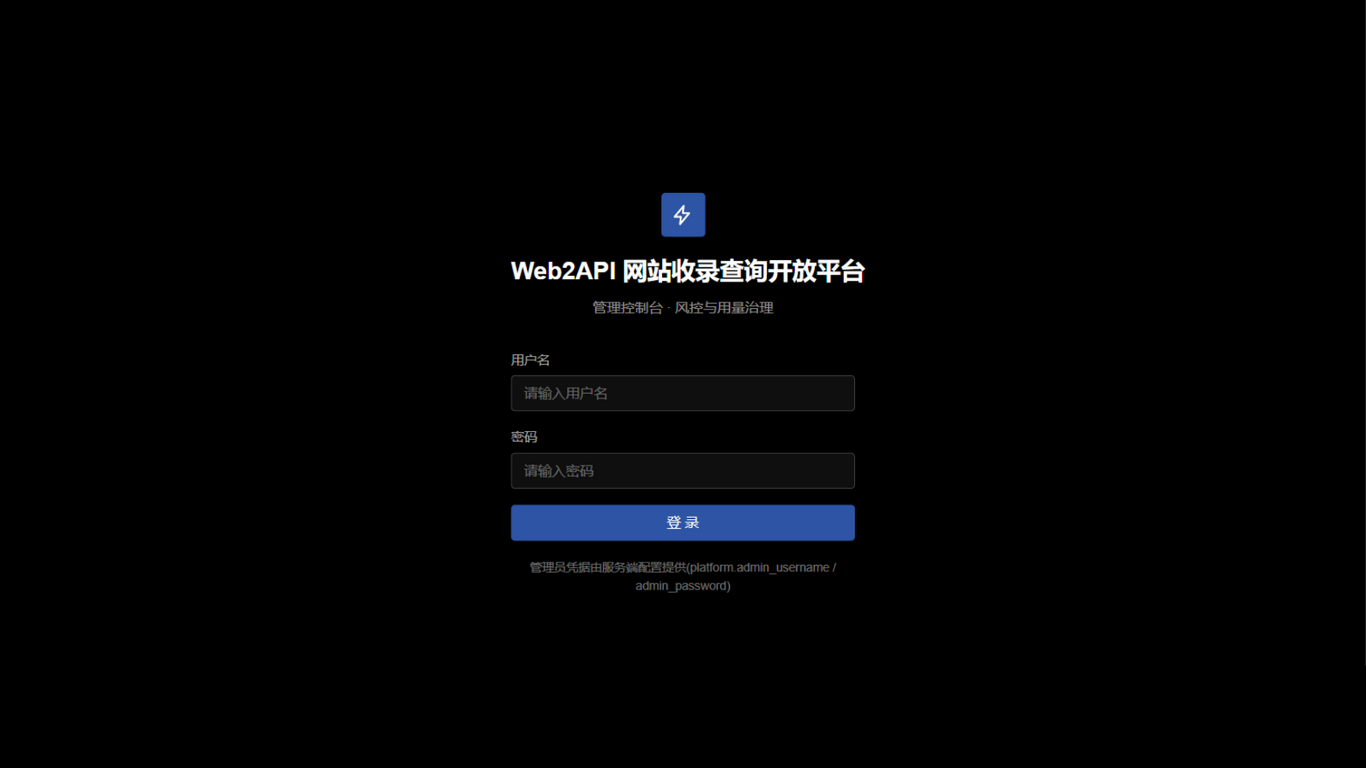 Web2API 网站收录查询开放平台
管理控制台 · 风控与用量治理
用户名
请输入用户名
密码
请输入密码
登 录
管理员凭据由服务端配置提供(platform.admin_username /
admin_password)